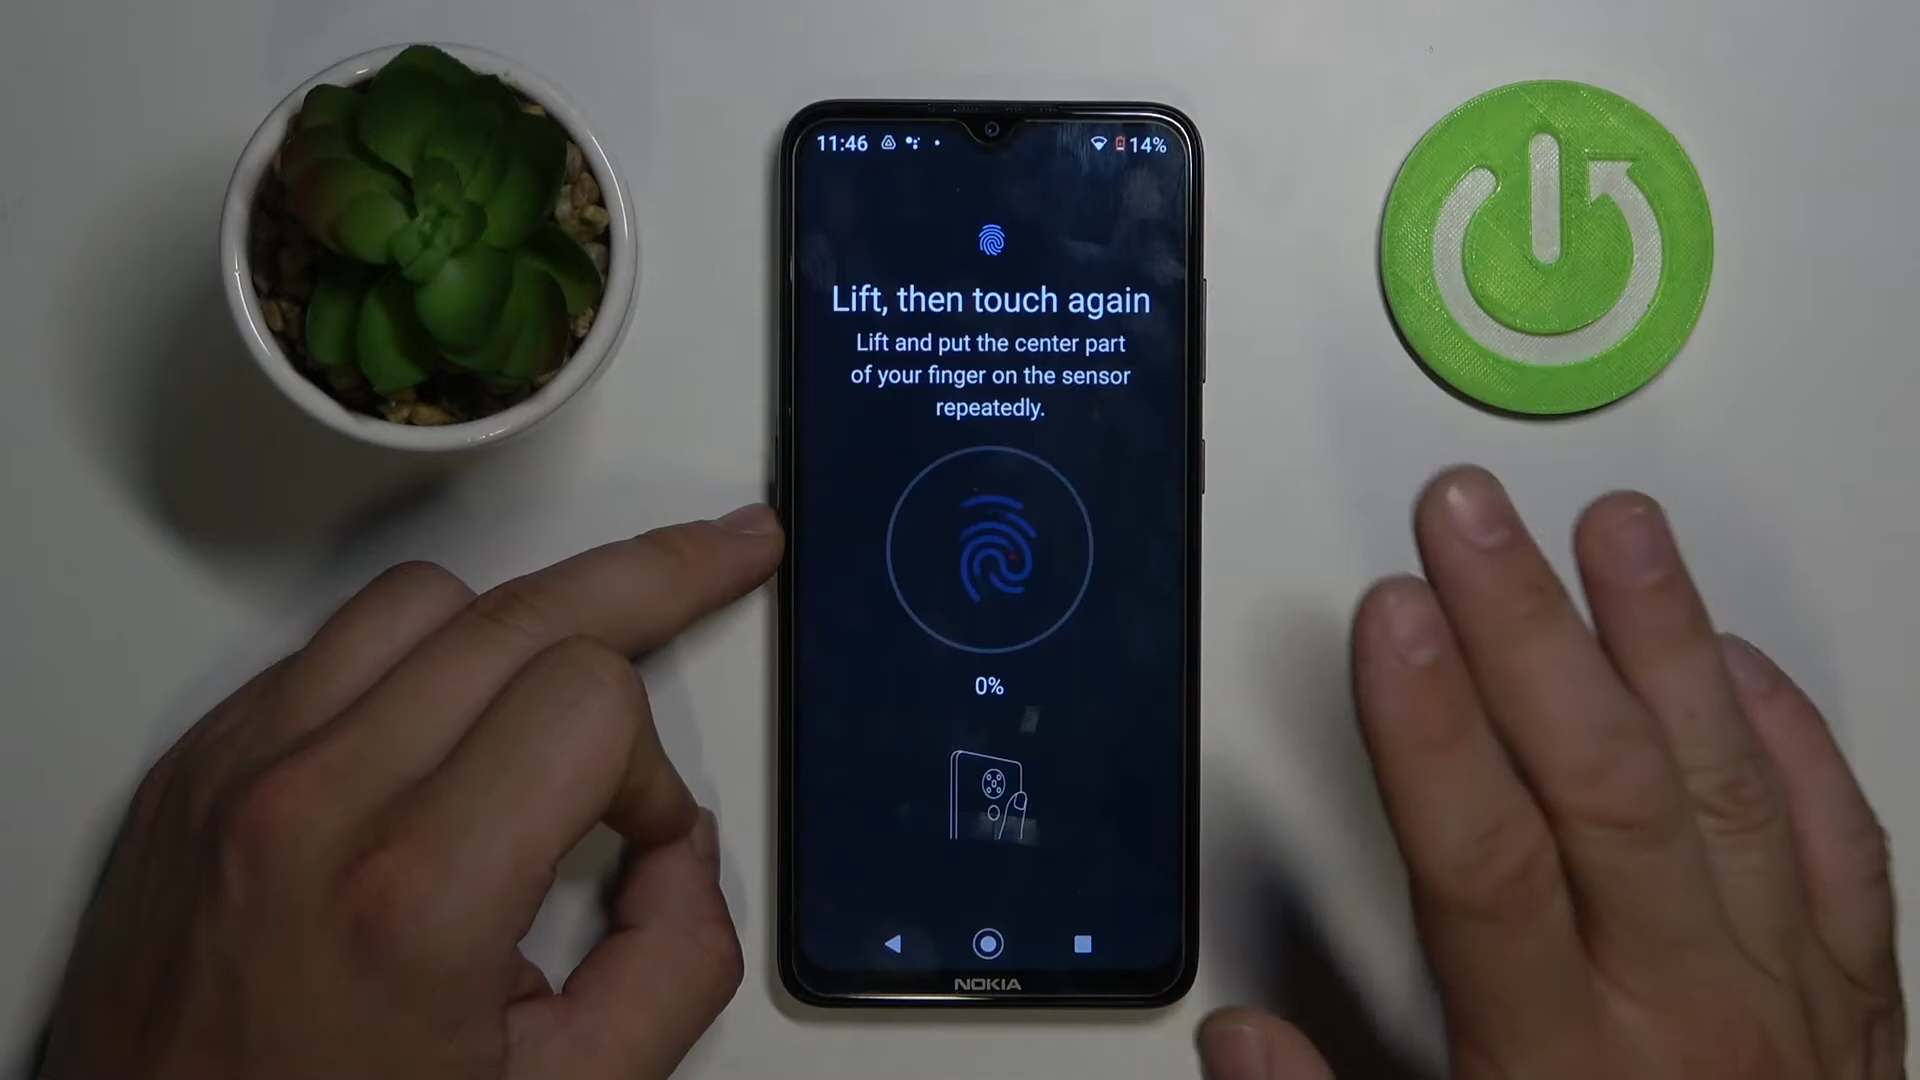 11:46
14%
Lift, then touch again
Lift and put the center part
of your finger on the sensor
repeatedly.
0%
NOKIA